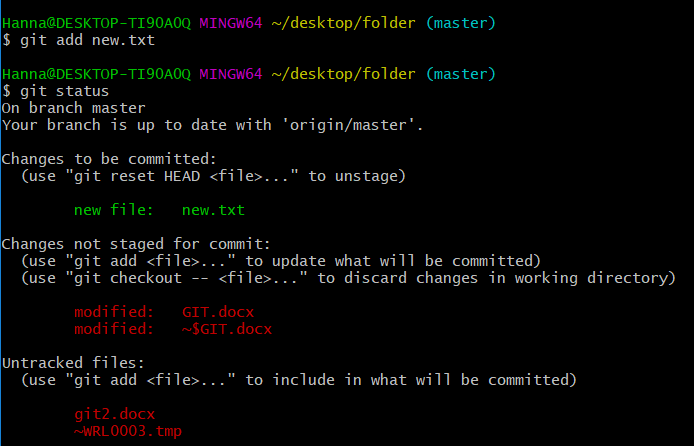 Hanna@DESKTOP-TI9OAOQ MINGW64 ~/desktop/folder (master)
$ git add new.txt
Hanna@DESKTOP-TI9OAOQ MINGW64 ~/desktop/folder (master)
$ git status
On branch master
Your branch is up to date with 'origin/master'.
Changes to be committed:
  (use "git reset HEAD <file>..." to unstage)
        new file:   new.txt
Changes not staged for commit:
  (use "git add <file>..." to update what will be committed)
  (use "git checkout -- <file>..." to discard changes in working directory)
        modified:   GIT.docx
        modified:   ~$GIT.docx
Untracked files:
  (use "git add <file>..." to include in what will be committed)
        git2.docx
        ~WRL0003.tmp